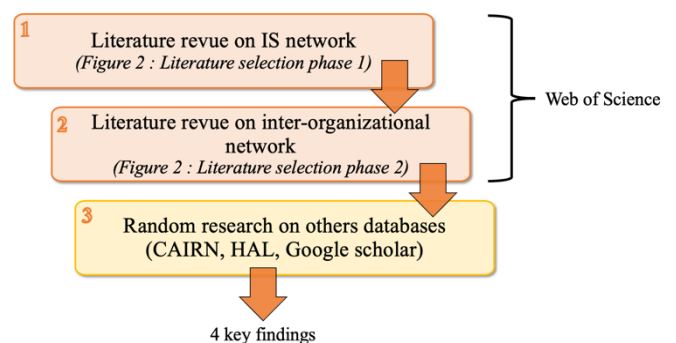 1
Literature revue on IS network
(Figure 2 : Literature selection phase 1)
Web of Science
2
Literature revue on inter-organizational
network
(Figure 2 : Literature selection phase 2)
3
Random research on others databases
(CAIRN, HAL, Google scholar)
4 key findings